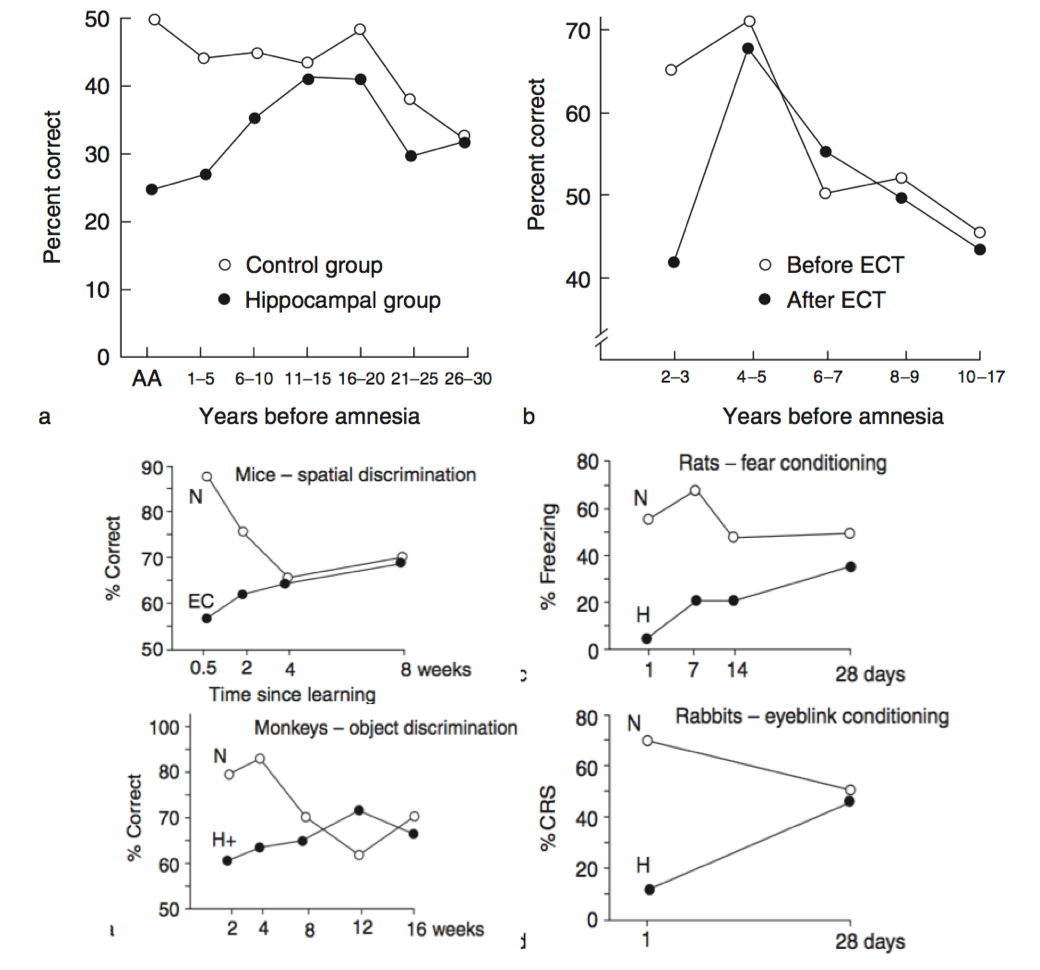 50
40
30
20
10
0
Percent correct
Control group
Hippocampal group
AA 1–5 6–10 11–15 16–20 21–25 26–30
a
Years before amnesia
70
60
50
40
Percent correct
Before ECT
After ECT
2–3 4–5 6–7 8–9 10–17
b
Years before amnesia
Mice – spatial discrimination
90
80
70
60
50
% Correct
N
EC
0.5 2 4 8 weeks
Time since learning
Rats – fear conditioning
80
60
40
20
0
% Freezing
N
H
1 7 14 28 days
c
Monkeys – object discrimination
100
80
70
60
50
% Correct
N
H+
2 4 8 12 16 weeks
Rabbits – eyeblink conditioning
80
60
40
20
0
%CRS
N
H
1 28 days
d